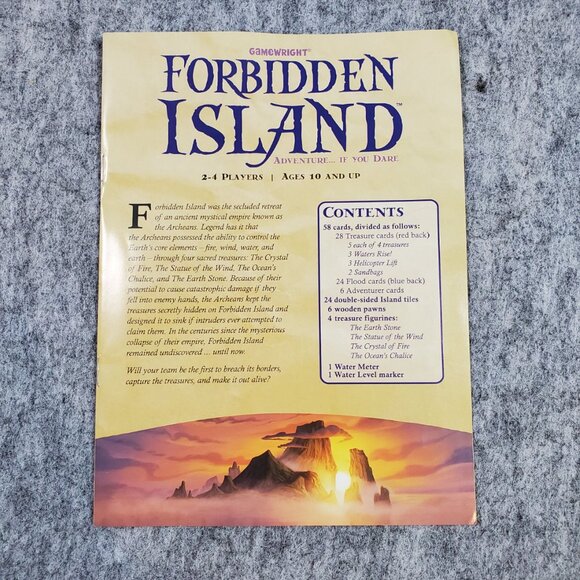 GAMEWRIGHT®
FORBIDDEN
ISLAND™
ADVENTURE... IF YOU DARE
2-4 PLAYERS | AGES 10 AND UP
Forbidden Island was the secluded retreat
of an ancient mystical empire known as
the Archeans. Legend has it that
the Archeans possessed the ability to control the
Earth's core elements—fire, wind, water, and
earth—through four sacred treasures: The Crystal
of Fire, The Statue of the Wind, The Ocean's
Chalice, and The Earth Stone. Because of their
potential to cause catastrophic damage if they
fell into enemy hands, the Archeans kept the
treasures secretly hidden on Forbidden Island and
designed it to sink if intruders ever attempted to
claim them. In the centuries since the mysterious
collapse of their empire, Forbidden Island
remained undiscovered ... until now.
Will your team be the first to breach its borders,
capture the treasures, and make it out alive?
CONTENTS
58 cards, divided as follows:
28 Treasure cards (red back)
5 each of 4 treasures
3 Waters Rise!
3 Helicopter Lift
2 Sandbags
24 Flood cards (blue back)
6 Adventurer cards
24 double-sided Island tiles
6 wooden pawns
4 treasure figurines:
The Earth Stone
The Statue of the Wind
The Crystal of Fire
The Ocean's Chalice
1 Water Meter
1 Water Level marker